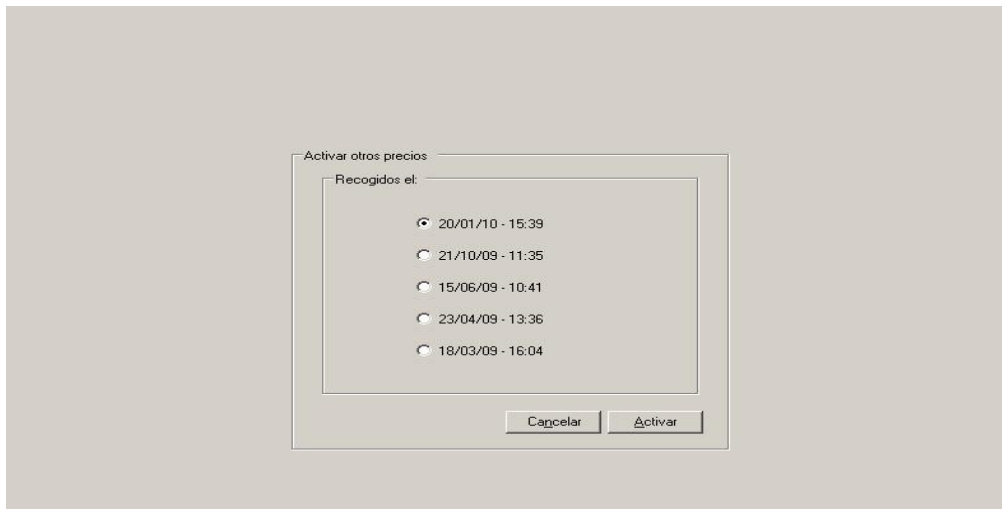 Activar otros precios
Recogidos el:
20/01/10 - 15:39
21/10/09 - 11:35
15/06/09 - 10:41
23/04/09 - 13:36
18/03/09 - 16:04
Cancelar Activar